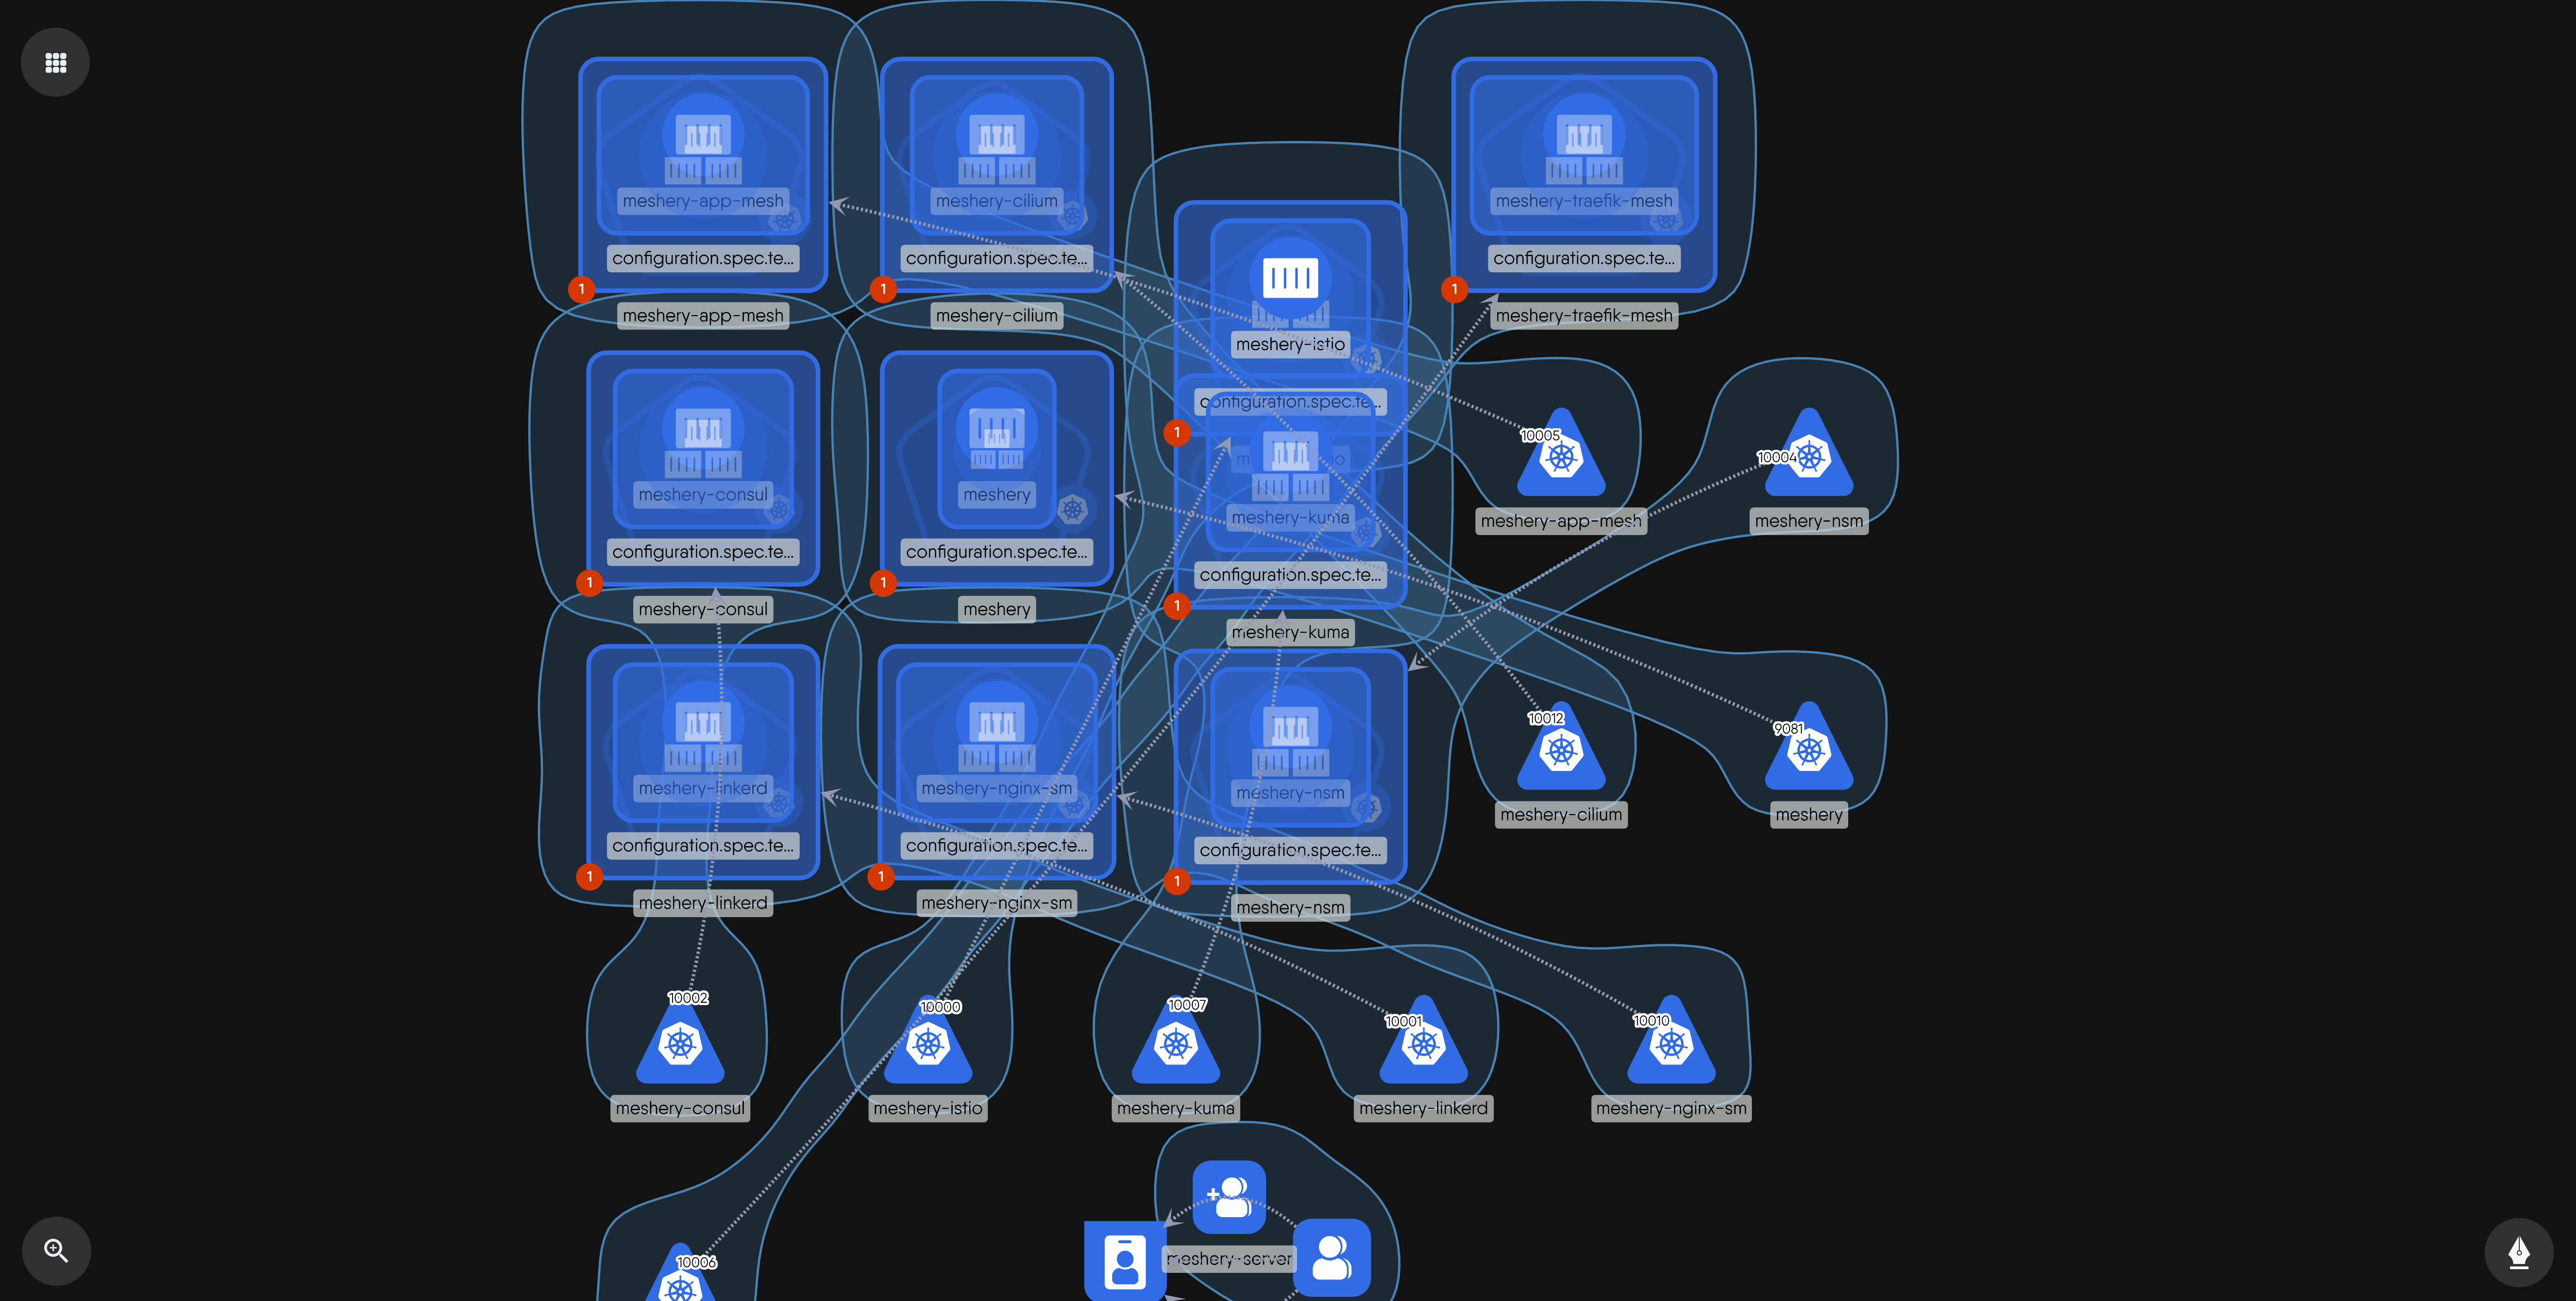 meshery-app-mesh
configuration.spec.te...
1
meshery-app-mesh
meshery-cilium
configuration.spec.te...
1
meshery-cilium
meshery-traefik-mesh
configuration.spec.te...
1
meshery-traefik-mesh
meshery-istio
configuration.spec.te...
1
meshery-consul
configuration.spec.te...
1
meshery-consul
meshery
configuration.spec.te...
1
meshery
meshery-kuma
configuration.spec.te...
1
meshery-kuma
10005
meshery-app-mesh
10004
meshery-nsm
meshery-linkerd
configuration.spec.te...
1
meshery-linkerd
meshery-nginx-sm
configuration.spec.te...
1
meshery-nginx-sm
meshery-nsm
configuration.spec.te...
1
meshery-nsm
10012
meshery-cilium
9081
meshery
10002
meshery-consul
10000
meshery-istio
10007
meshery-kuma
10001
meshery-linkerd
10010
meshery-nginx-sm
10006
meshery-server